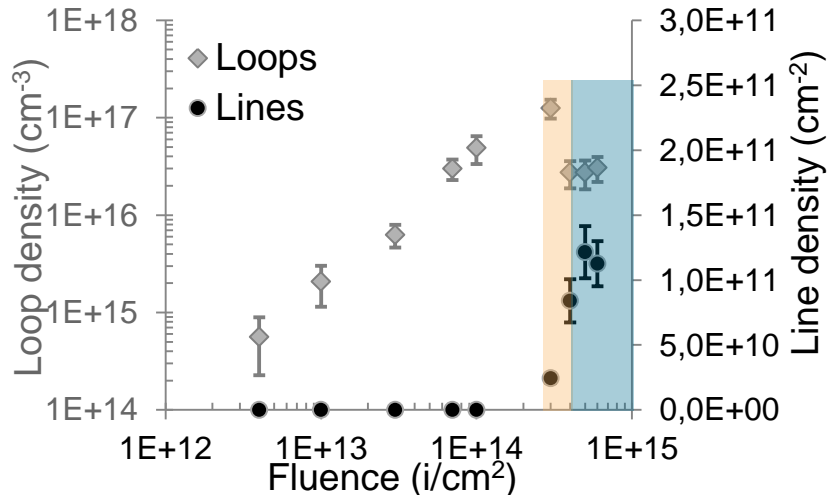 Loops
Lines
Loop density (cm-3)
1E+18
1E+17
1E+16
1E+15
1E+14
3,0E+11
2,5E+11
2,0E+11
1,5E+11
1,0E+11
5,0E+10
0,0E+00
Line density (cm-2)
1E+12
1E+13
1E+14
1E+15
Fluence (i/cm2)